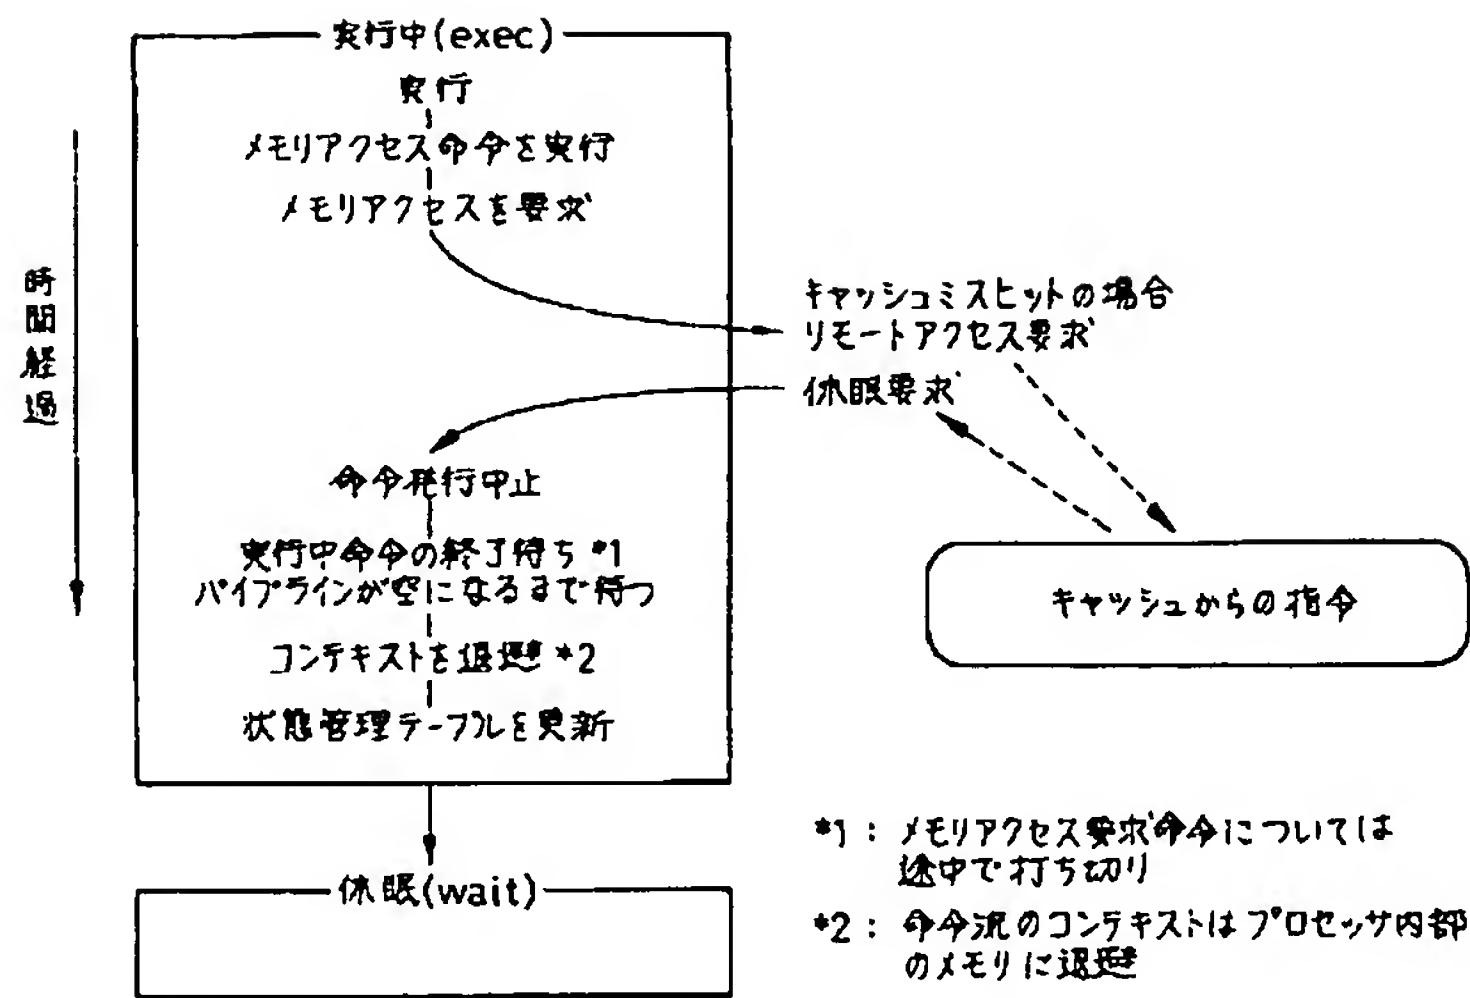 実行中(exec)
実行
メモリアクセス命令を実行
メモリアクセスを要求
時間経過
キャッシュミスヒットの場合
リモートアクセス要求
休眠要求
命令発行中止
実行中命令の終了待ち *1
パイプラインが空になるまで待つ
キャッシュからの指令
コンテキストを退避 *2
状態管理テーブルを更新
*1: メモリアクセス要求命令については
途中で打ち切り
休眠(wait)
*2: 命令流のコンテキストはプロセッサ内部
のメモリに退避